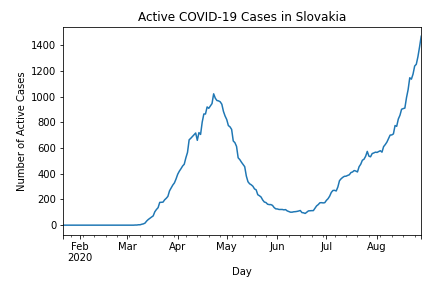 Active COVID-19 Cases in Slovakia
1400
1200
1000
800
600
400
200
0
Number of Active Cases
Feb Mar Apr May Jun Jul Aug
2020
Day